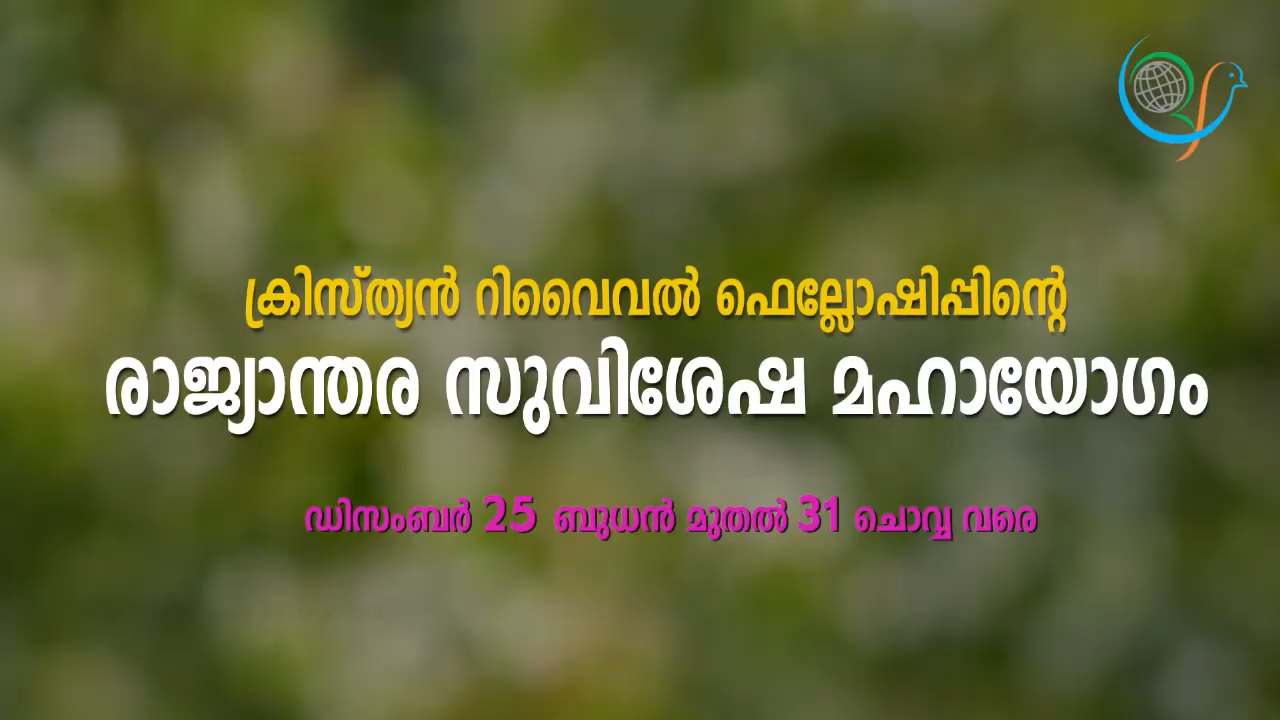 ക്രിസ്ത്യൻ റിവൈവൽ ഫെല്ലോഷിപ്പിന്റെ
രാജ്യാന്തര സുവിശേഷ മഹായോഗം
ഡിസംബർ 25 ബുധൻ മുതൽ 31 ചൊവ്വ വരെ